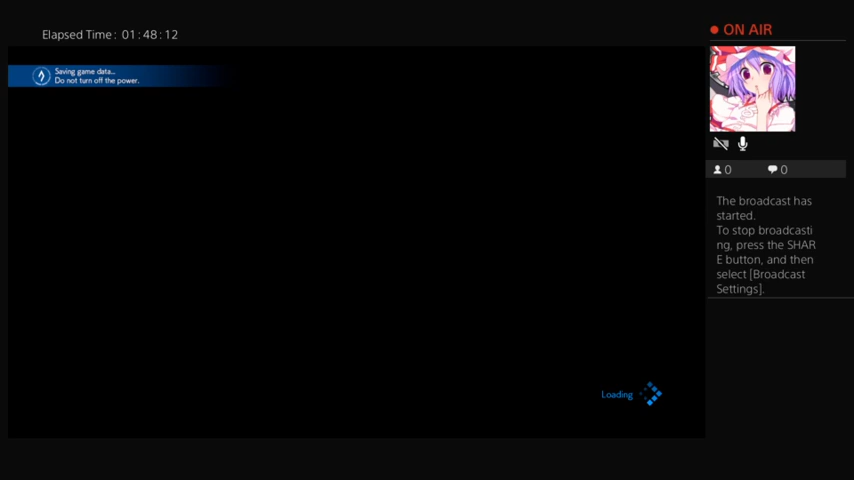 Elapsed Time: 01:48:12
ON AIR
Saving game data...
Do not turn off the power.
0
0
The broadcast has
started.
To stop broadcasti
ng, press the SHAR
E button, and then
select [Broadcast
Settings].
Loading